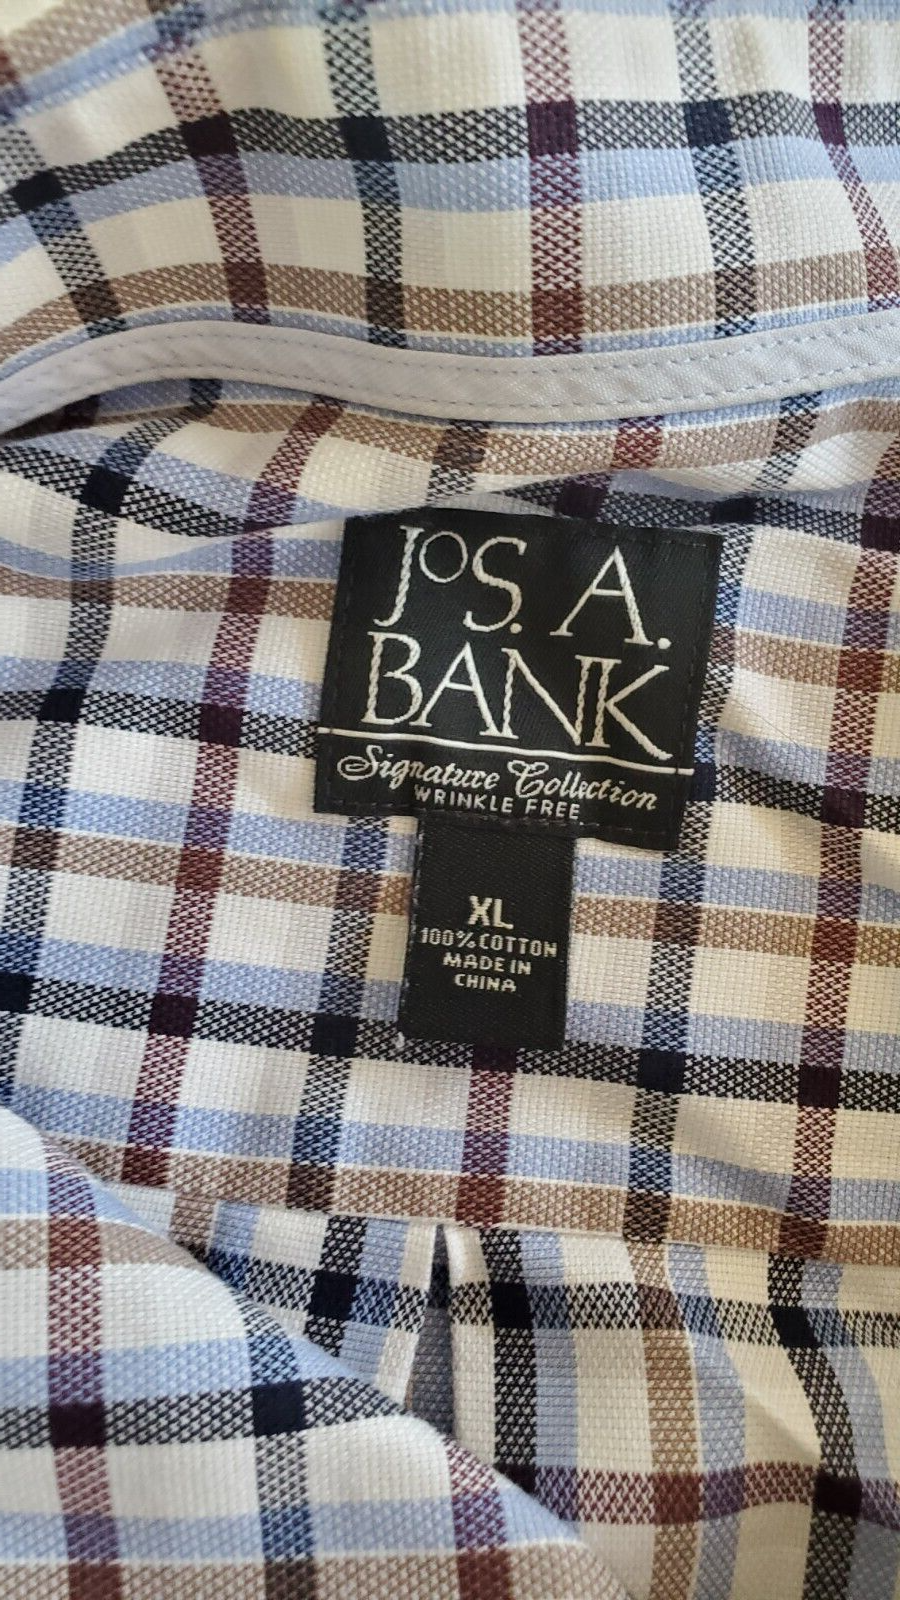 JOS. A.
BANK
Signature Collection
WRINKLE FREE
XL
100% COTTON
MADE IN
CHINA